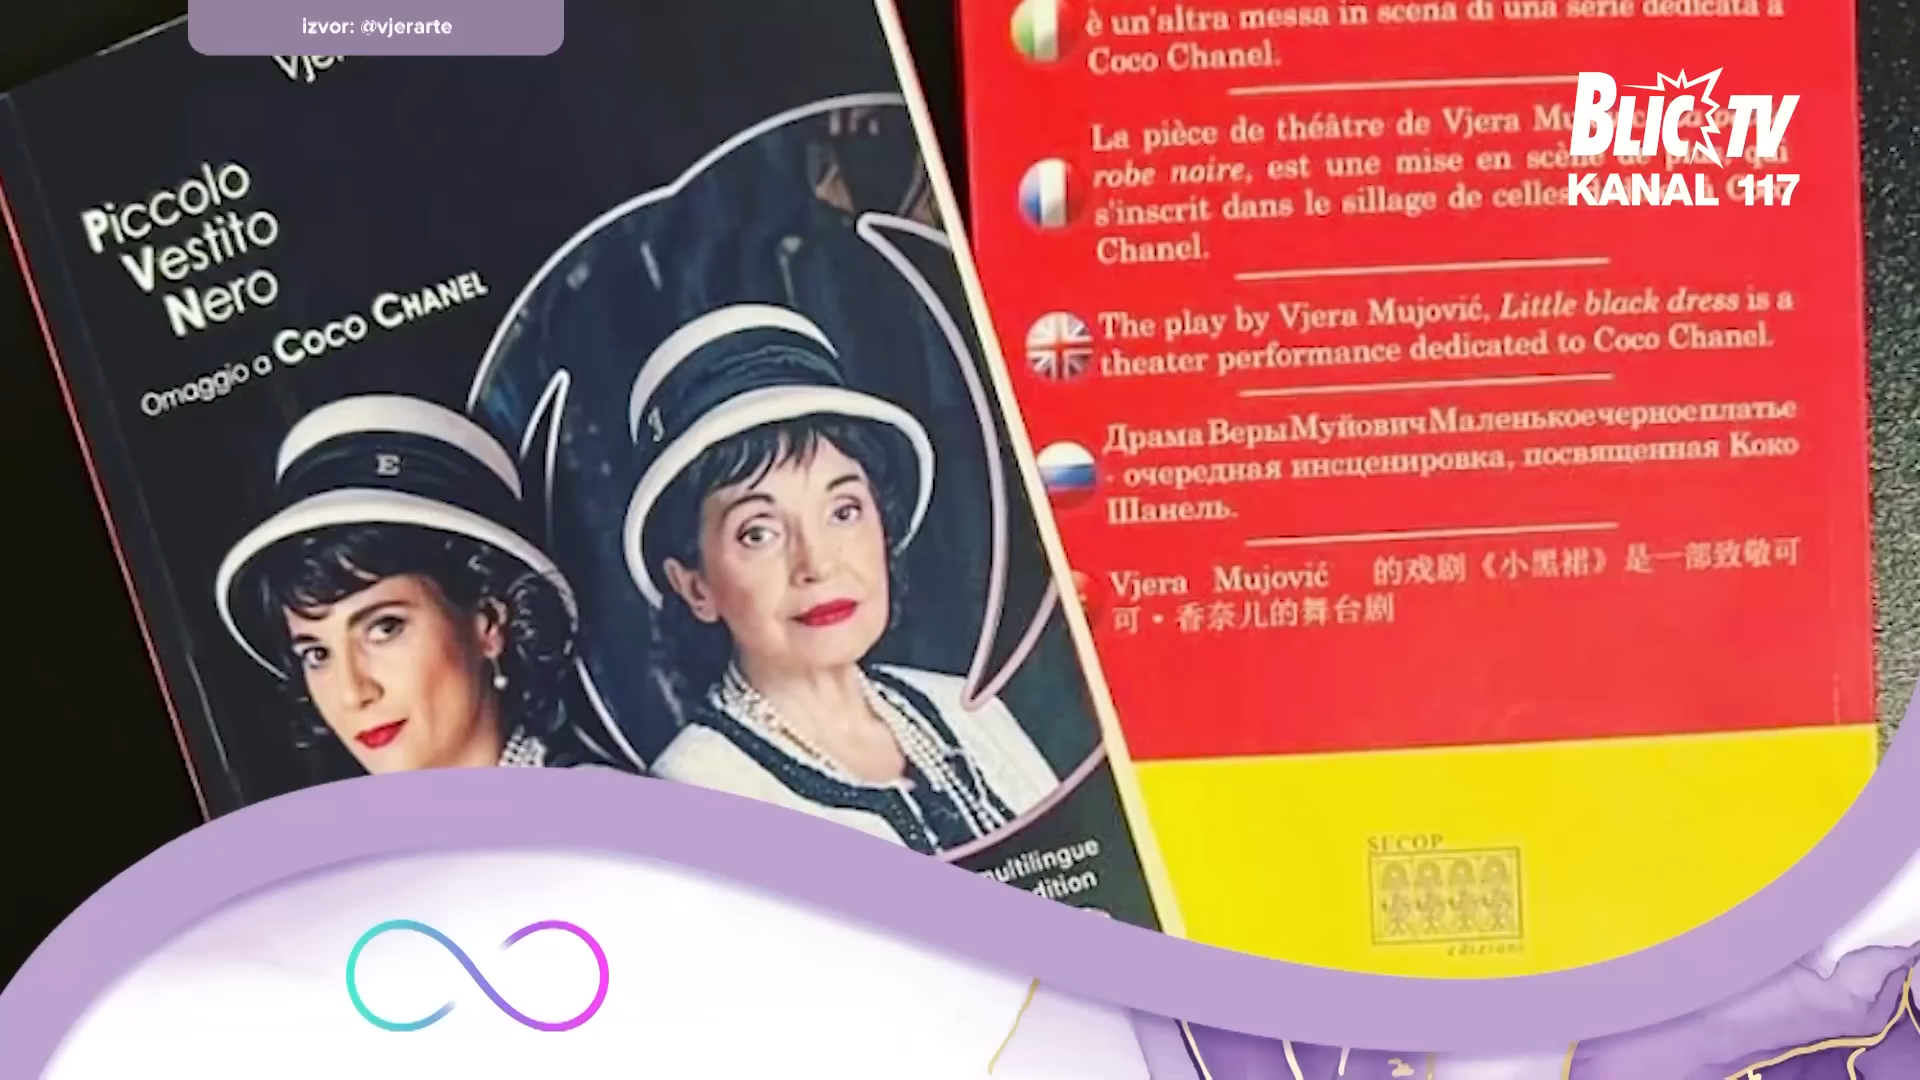 izvor: @vjerarte
Piccolo
Vestito
Nero
Omaggio a COCO CHANEL
E
J
è un'altra messa in scena di una serie dedicata a
Coco Chanel.
La pièce de théâtre de Vjera
robe noire, est une mise en scène de plus, qui
s'inscrit dans le sillage de celles
Chanel.
The play by Vjera Mujović, Little black dress is a
theater performance dedicated to Coco Chanel.
Драма Веры Муйович Маленькое черное платье
- очередная инсценировка, посвященная Коко
Шанель.
Vjera Mujović 的戏剧《小黑裙》是一部致敬可
可·香奈儿的舞台剧
SECOP
edizioni
BLIC TV
KANAL 117